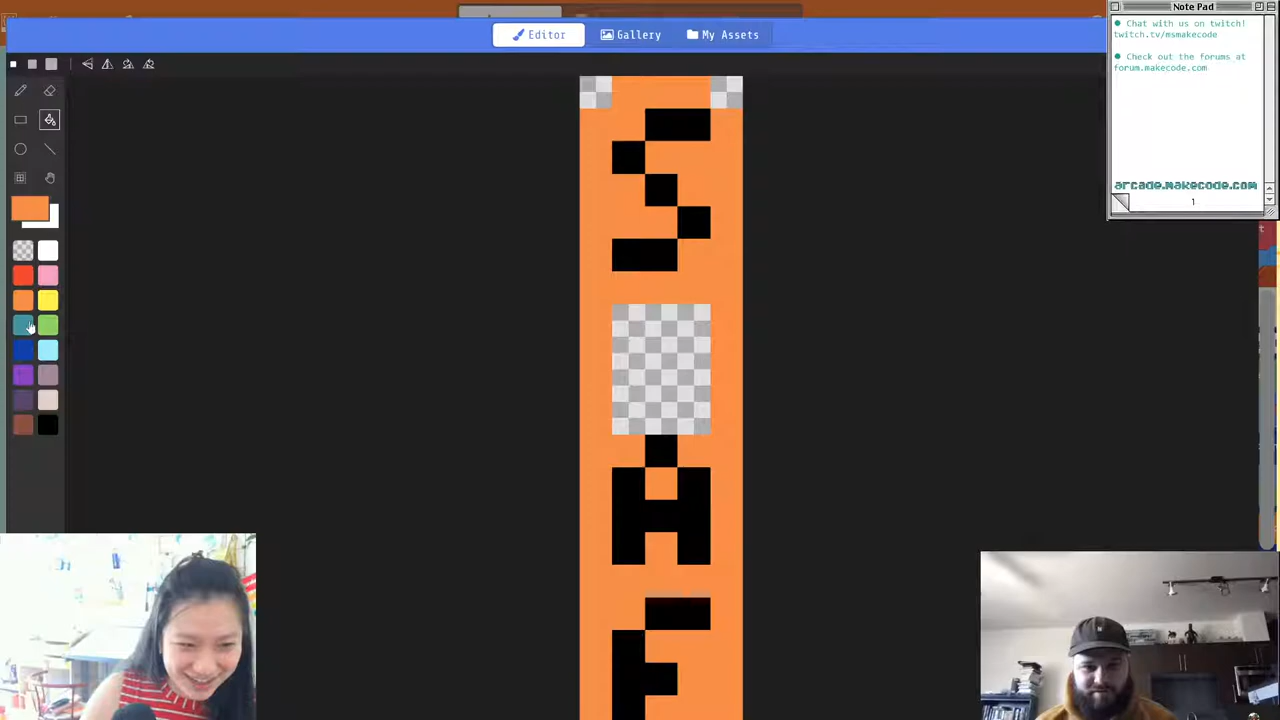 Note Pad
Editor
Gallery
My Assets
Chat with us on twitch!
twitch.tv/msmakecode
Check out the forums at
forum.makecode.com
arcade.makecode.com
1
S
A
F